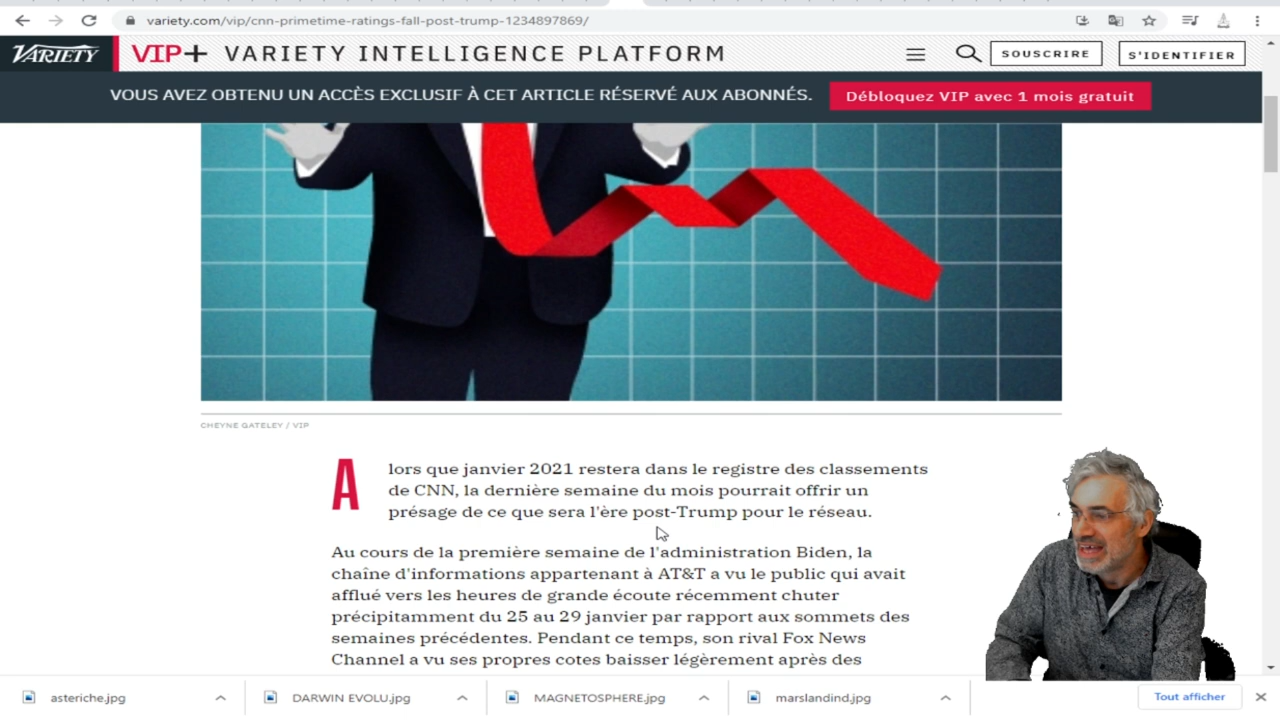 variety.com/vip/cnn-primetime-ratings-fall-post-trump-1234897869/
VARIETY VIP+ VARIETY INTELLIGENCE PLATFORM SOUSCRIRE S'IDENTIFIER
VOUS AVEZ OBTENU UN ACCÈS EXCLUSIF À CET ARTICLE RÉSERVÉ AUX ABONNÉS. Débloquez VIP avec 1 mois gratuit
CHEYNE GATELEY / VIP
A lors que janvier 2021 restera dans le registre des classements
de CNN, la dernière semaine du mois pourrait offrir un
présage de ce que sera l'ère post-Trump pour le réseau.
Au cours de la première semaine de l'administration Biden, la
chaîne d'informations appartenant à AT&T a vu le public qui avait
afflué vers les heures de grande écoute récemment chuter
précipitamment du 25 au 29 janvier par rapport aux sommets des
semaines précédentes. Pendant ce temps, son rival Fox News
Channel a vu ses propres cotes baisser légèrement après des
asteriche.jpg DARWIN EVOLU.jpg MAGNETOSPHERE.jpg marslandind.jpg Tout afficher